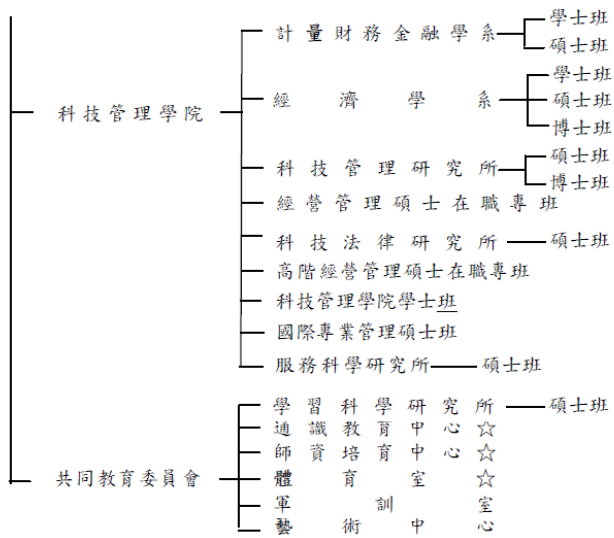 學士班
計量財務金融學系
碩士班
學士班
科技管理學院
經濟學系
碩士班
博士班
碩士班
科技管理研究所
博士班
經營管理碩士在職專班
科技法律研究所
碩士班
高階經營管理碩士在職專班
科技管理學院學士班
國際專業管理碩士班
服務科學研究所
碩士班
學習科學研究所
碩士班
通識教育中心☆
師資培育中心☆
共同教育委員會
體育室☆
軍訓室
藝術中心